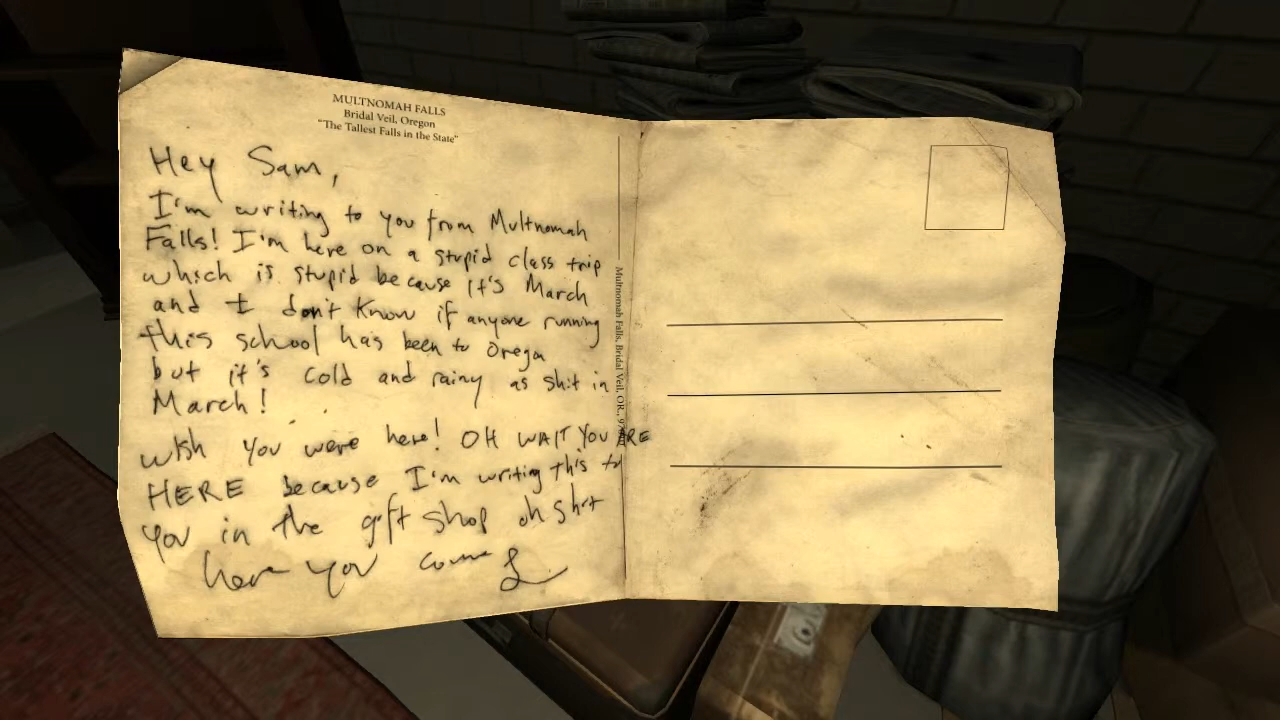 MULTNOMAH FALLS
Bridal Veil, Oregon
"The Tallest Falls in the State"
Hey Sam,
I'm writing to you from Multnomah
Falls! I'm here on a stupid class trip
which is stupid because it's March
and I don't know if anyone running
this school has been to Oregon
but it's cold and rainy as shit in
March!
wish you were here! OH WAIT YOU'RE
HERE because I'm writing this to
you in the gift shop oh shit
here you come
L
Multnomah Falls, Bridal Veil, OR.,